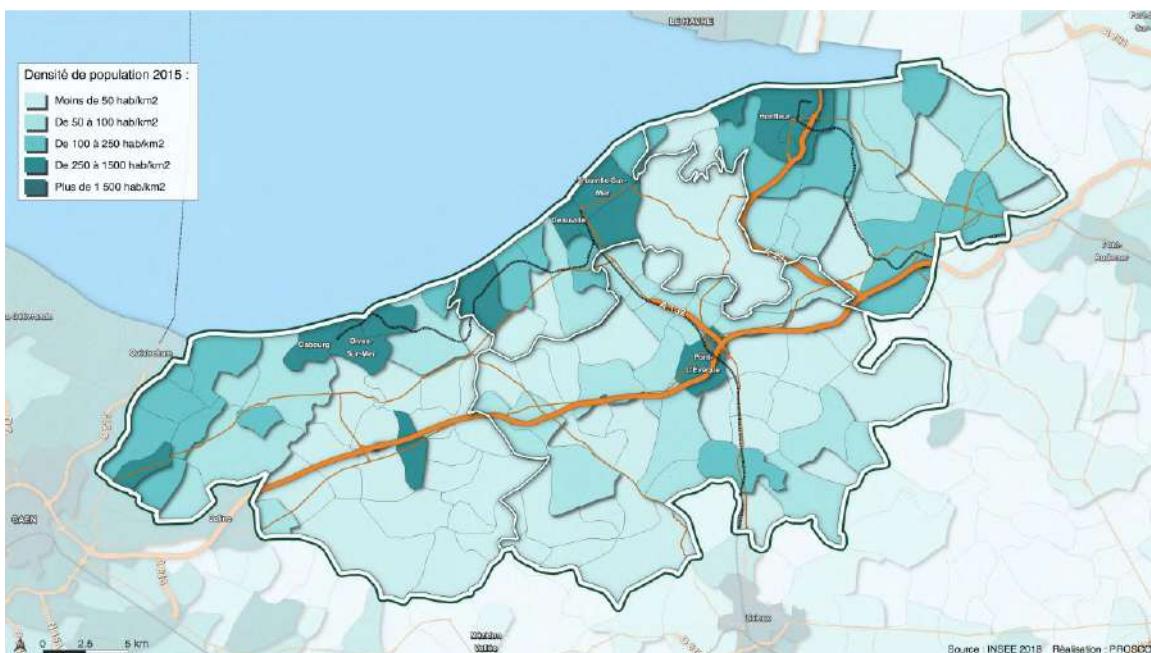 LE HAVRE
Densité de population 2015 :
Moins de 50 hab/km2
De 50 à 100 hab/km2
De 100 à 250 hab/km2
De 250 à 1500 hab/km2
Plus de 1 500 hab/km2
Honfleur
Trouville-Sur-
Mer
Deauville
Pont-
Audemer
Ouistreham
Cabourg
Dives-
Sur-Mer
A 132
Pont-
L'Evêque
CAEN
Lisieux
Mézidon
Vallée
0 2.5 5 km
Source : INSEE 2018 Réalisation : PROSCO